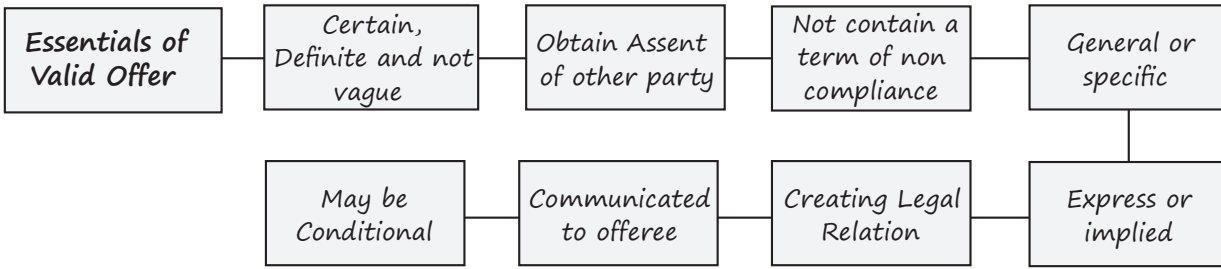 Essentials of
Valid Offer
Certain,
Definite and not
vague
Obtain Assent
of other party
Not contain a
term of non
compliance
General or
specific
Express or
implied
Creating Legal
Relation
Communicated
to offeree
May be
Conditional